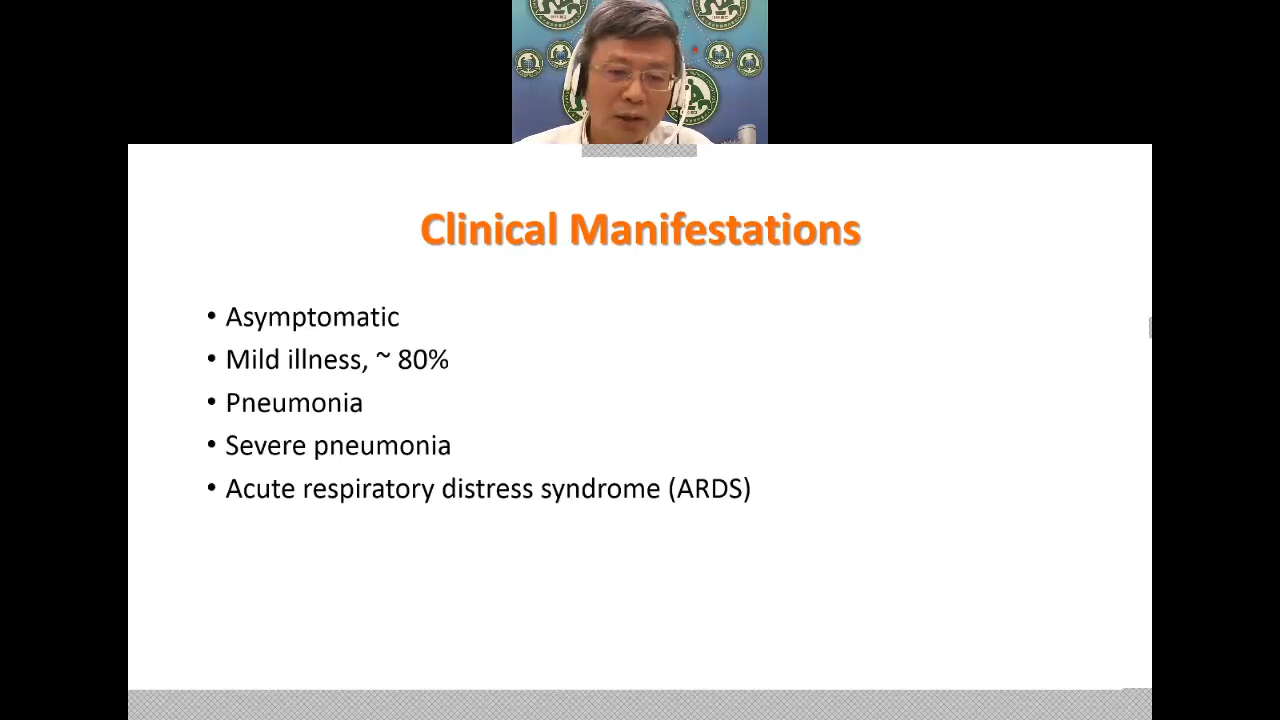 Clinical Manifestations
• Asymptomatic
• Mild illness, ~ 80%
• Pneumonia
• Severe pneumonia
• Acute respiratory distress syndrome (ARDS)